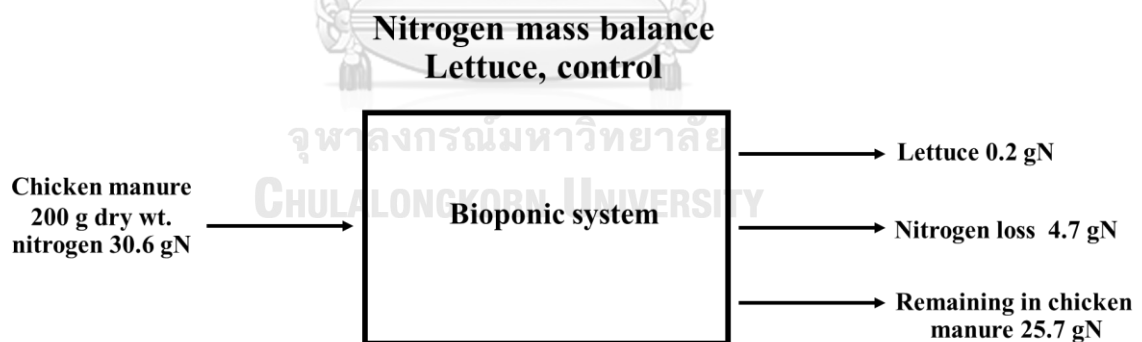 Nitrogen mass balance
Lettuce, control
จุฬาลงกรณ์มหาวิทยาลัย
CHULALONGKORN UNIVERSITY
Chicken manure
200 g dry wt.
nitrogen 30.6 gN
Bioponic system
Lettuce 0.2 gN
Nitrogen loss  4.7 gN
Remaining in chicken
manure 25.7 gN